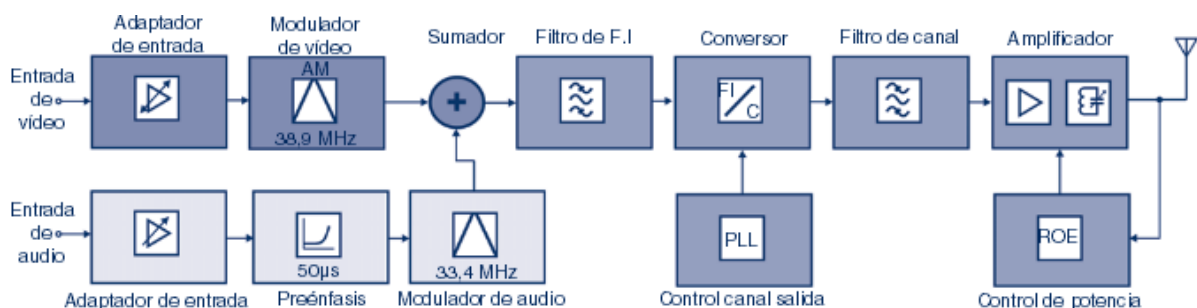 Adaptador
de entrada
Modulador
de vídeo
Sumador
Filtro de F.I
Conversor
Filtro de canal
Amplificador
Entrada
de
vídeo
AM
38,9 MHz
+
FI
C
Entrada
de
audio
50µs
33,4 MHz
PLL
ROE
Adaptador de entrada
Preénfasis
Modulador de audio
Control canal salida
Control de potencia